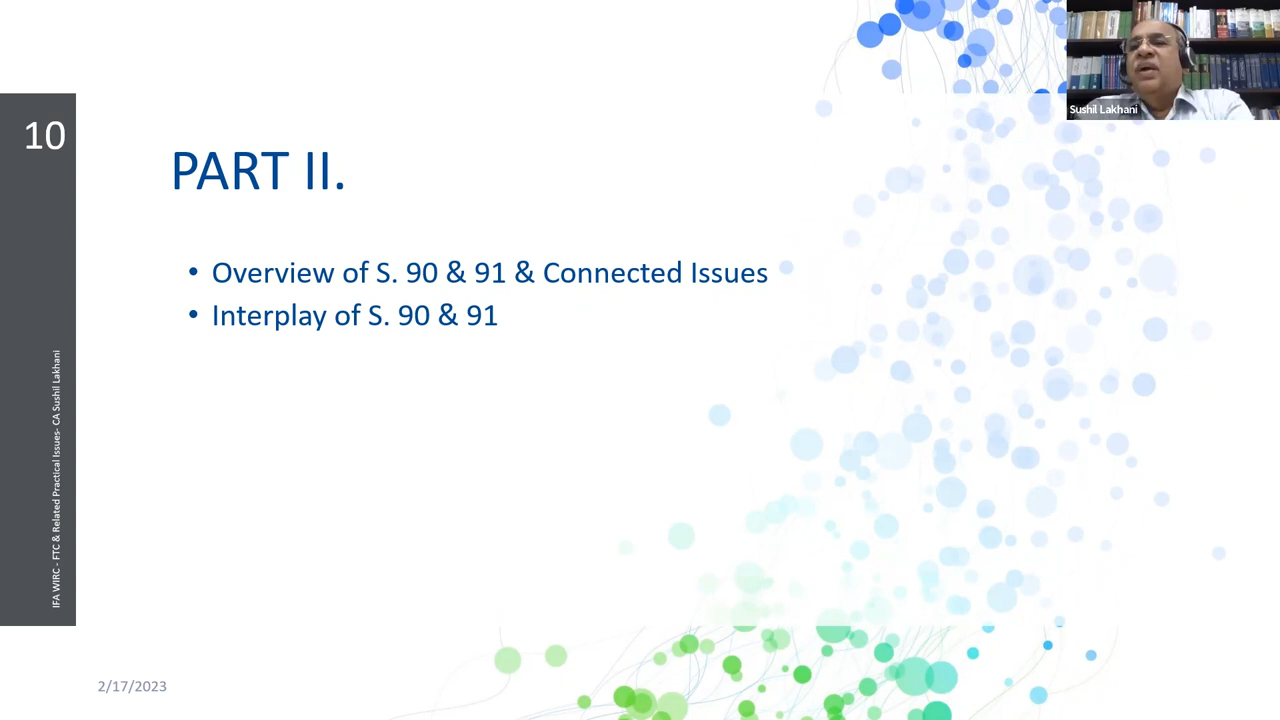 Sushil Lakhani
10
PART II.
• Overview of S. 90 & 91 & Connected Issues
• Interplay of S. 90 & 91
IFA WIRC - FTC & Related Practical Issues- CA Sushil Lakhani
2/17/2023